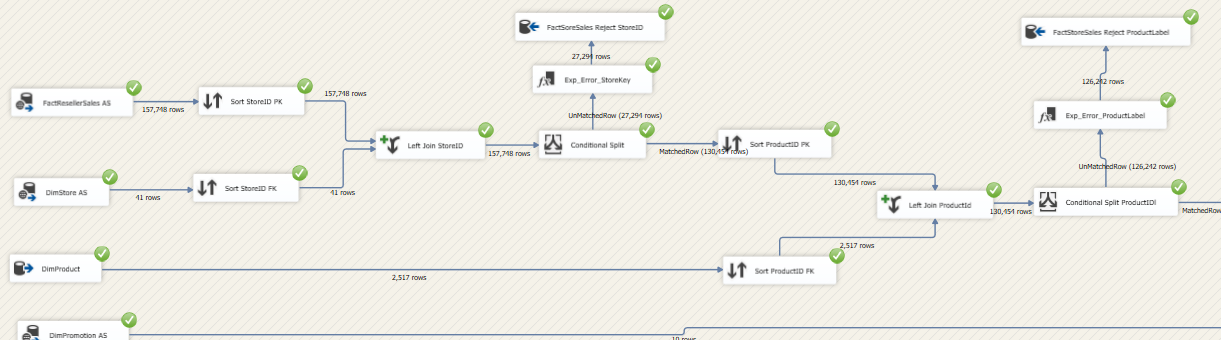 FactSoreSales Reject StoreID
27,294 rows
Exp_Error_StoreKey
UnMatchedRow (27,294 rows)
FactStoreSales Reject ProductLabel
126,242 rows
Exp_Error_ProductLabel
UnMatchedRow (126,242 rows)
FactResellerSales AS
157,748 rows
Sort StoreID PK
157,748 rows
Left Join StoreID
157,748 rows
Conditional Split
MatchedRow (130,454 rows)
Sort ProductID PK
130,454 rows
DimStore AS
41 rows
Sort StoreID FK
41 rows
Left Join ProductId
130,454 rows
Conditional Split ProductIDI
MatchedRow
DimProduct
2,517 rows
Sort ProductID FK
2,517 rows
DimPromotion AS
10 rows